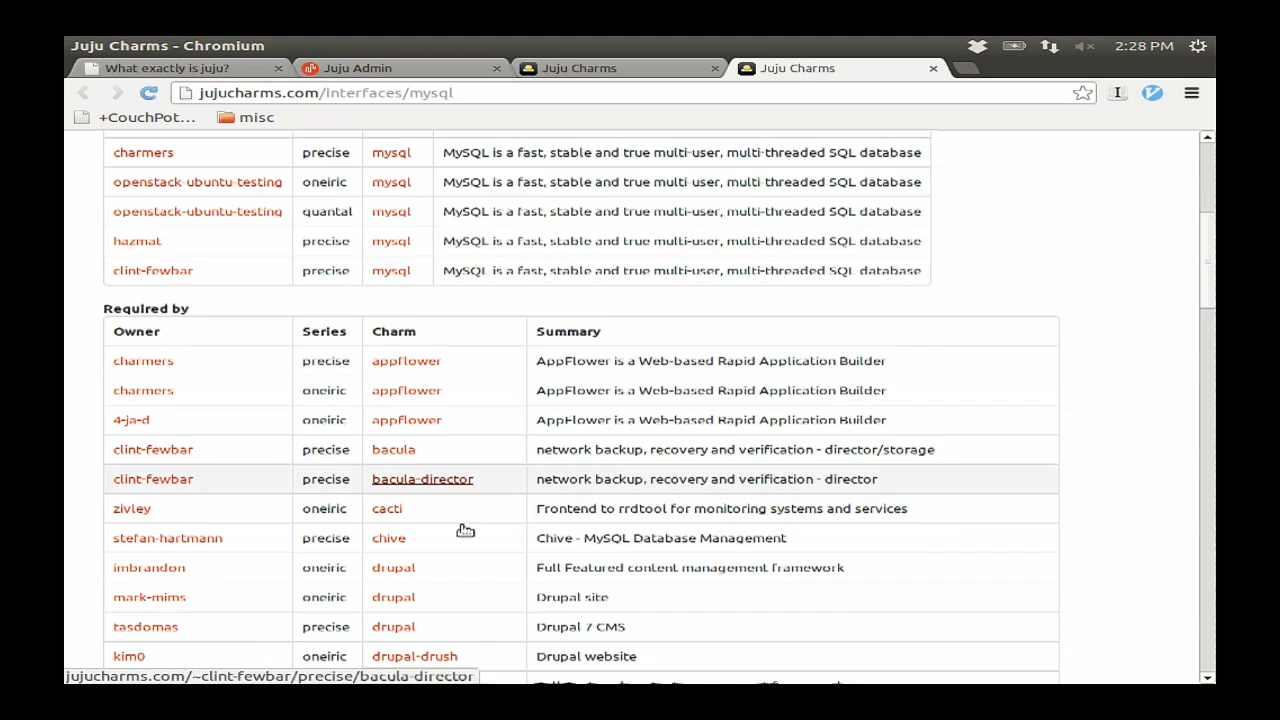 Juju Charms - Chromium 2:28 PM
What exactly is juju? × Juju Admin × Juju Charms × Juju Charms ×
jujucharms.com/interfaces/mysql
+CouchPot... misc
charmers precise mysql MySQL is a fast, stable and true multi-user, multi-threaded SQL database
openstack-ubuntu-testing oneiric mysql MySQL is a fast, stable and true multi-user, multi-threaded SQL database
openstack-ubuntu-testing quantal mysql MySQL is a fast, stable and true multi-user, multi-threaded SQL database
hazmat precise mysql MySQL is a fast, stable and true multi-user, multi-threaded SQL database
clint-fewbar precise mysql MySQL is a fast, stable and true multi-user, multi-threaded SQL database
Required by
Owner Series Charm Summary
charmers precise appflower AppFlower is a Web-based Rapid Application Builder
charmers oneiric appflower AppFlower is a Web-based Rapid Application Builder
4-ja-d oneiric appflower AppFlower is a Web-based Rapid Application Builder
clint-fewbar precise bacula network backup, recovery and verification - director/storage
clint-fewbar precise bacula-director network backup, recovery and verification - director
zivley oneiric cacti Frontend to rrdtool for monitoring systems and services
stefan-hartmann precise chive Chive - MySQL Database Management
imbrandon oneiric drupal Full Featured content management framework
mark-mims oneiric drupal Drupal site
tasdomas precise drupal Drupal 7 CMS
kim0 oneiric drupal-drush Drupal website
jujucharms.com/~clint-fewbar/precise/bacula-director